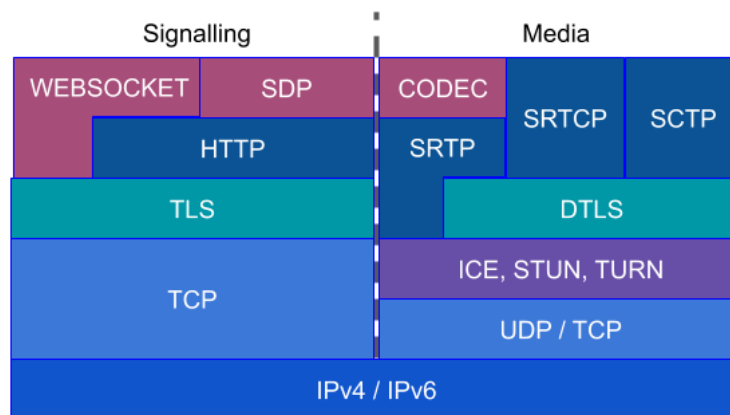 Signalling
Media
WEBSOCKET
SDP
CODEC
SRTCP
SCTP
HTTP
SRTP
TLS
DTLS
TCP
ICE, STUN, TURN
UDP / TCP
IPv4 / IPv6